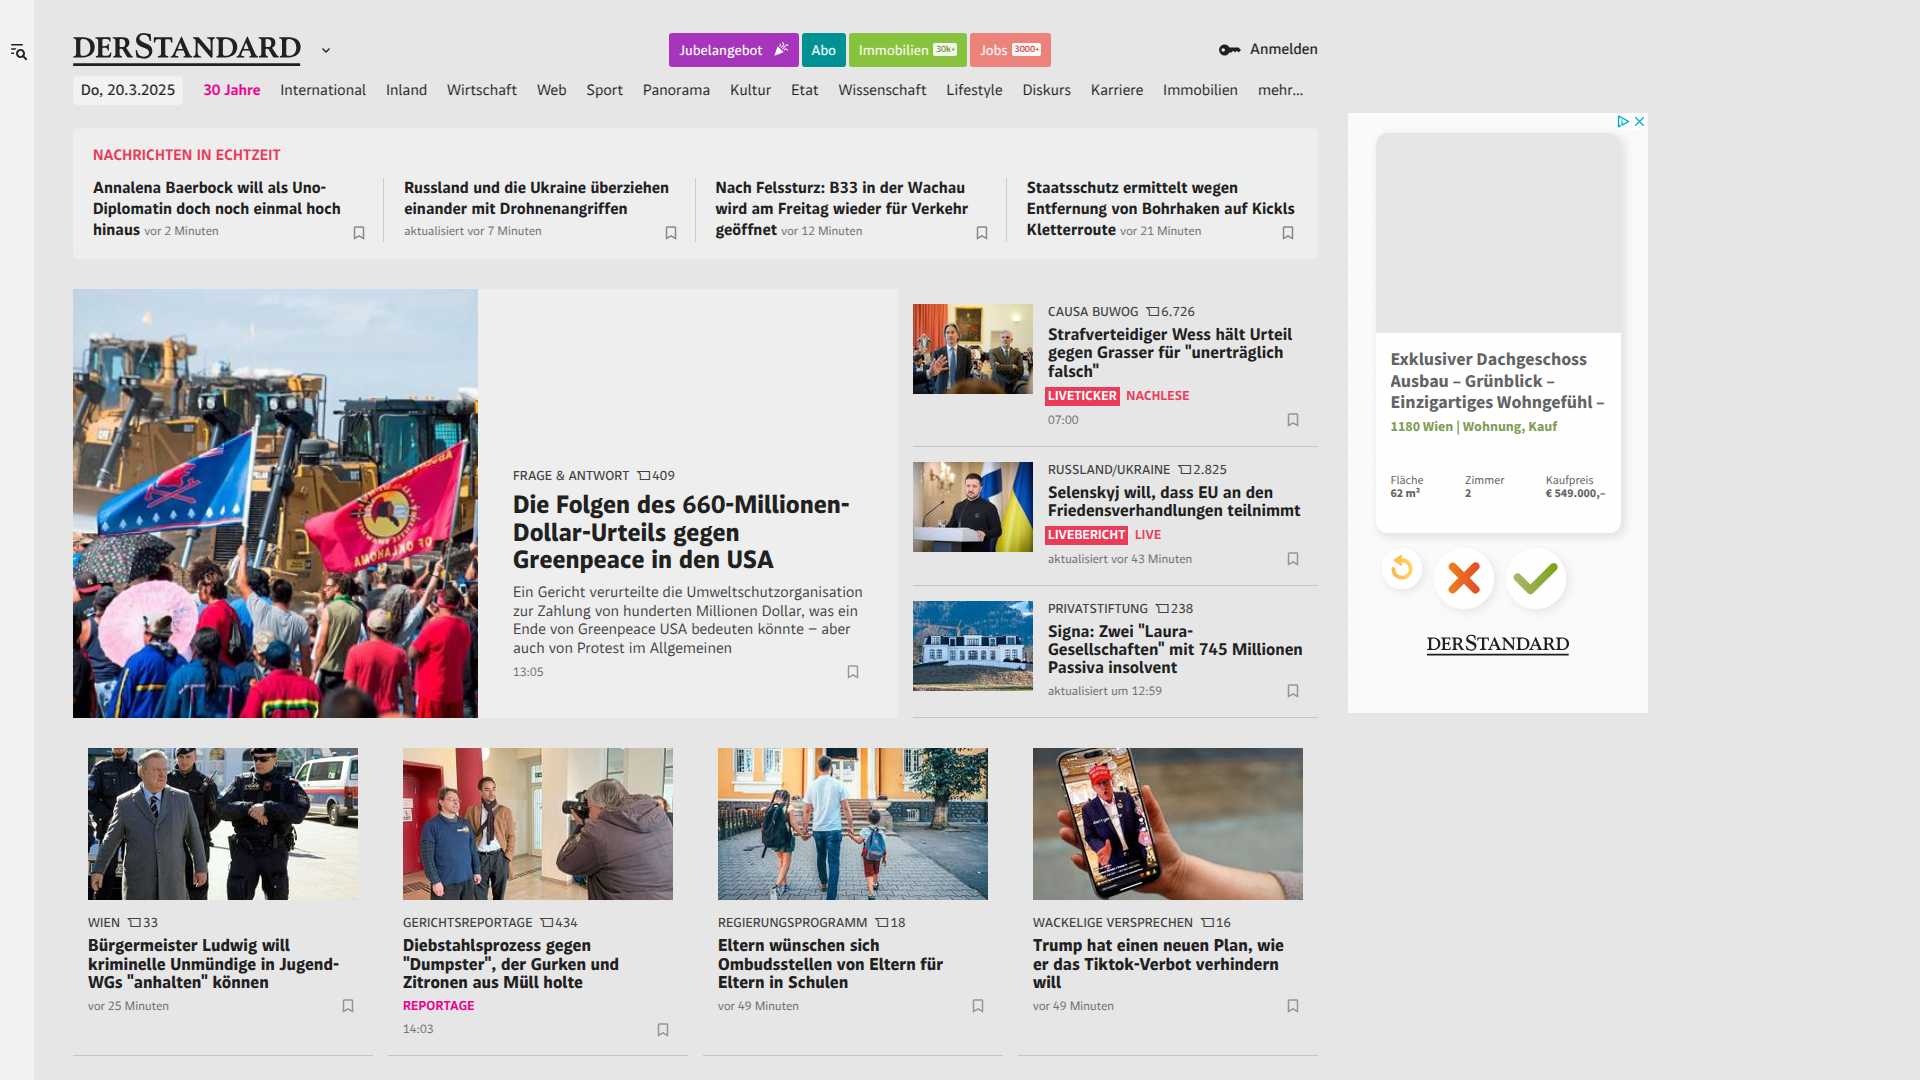 DERSTANDARD
Jubelangebot
Abo
Immobilien 30k+
Jobs 3000+
Anmelden
Do, 20.3.2025
30 Jahre
International
Inland
Wirtschaft
Web
Sport
Panorama
Kultur
Etat
Wissenschaft
Lifestyle
Diskurs
Karriere
Immobilien
mehr...
NACHRICHTEN IN ECHTZEIT
Annalena Baerbock will als Uno-
Diplomatin doch noch einmal hoch
hinaus vor 2 Minuten
Russland und die Ukraine überziehen
einander mit Drohnenangriffen
aktualisiert vor 7 Minuten
Nach Felssturz: B33 in der Wachau
wird am Freitag wieder für Verkehr
geöffnet vor 12 Minuten
Staatsschutz ermittelt wegen
Entfernung von Bohrhaken auf Kickls
Kletterroute vor 21 Minuten
FRAGE & ANTWORT 409
Die Folgen des 660-Millionen-
Dollar-Urteils gegen
Greenpeace in den USA
Ein Gericht verurteilte die Umweltschutzorganisation
zur Zahlung von hunderten Millionen Dollar, was ein
Ende von Greenpeace USA bedeuten könnte – aber
auch von Protest im Allgemeinen
13:05
CAUSA BUWOG 6.726
Strafverteidiger Wess hält Urteil
gegen Grasser für "unerträglich
falsch"
LIVETICKER NACHLESE
07:00
RUSSLAND/UKRAINE 2.825
Selenskyj will, dass EU an den
Friedensverhandlungen teilnimmt
LIVEBERICHT LIVE
aktualisiert vor 43 Minuten
PRIVATSTIFTUNG 238
Signa: Zwei "Laura-
Gesellschaften" mit 745 Millionen
Passiva insolvent
aktualisiert um 12:59
WIEN 33
Bürgermeister Ludwig will
kriminelle Unmündige in Jugend-
WGs "anhalten" können
vor 25 Minuten
GERICHTSREPORTAGE 434
Diebstahlsprozess gegen
"Dumpster", der Gurken und
Zitronen aus Müll holte
REPORTAGE
14:03
REGIERUNGSPROGRAMM 18
Eltern wünschen sich
Ombudsstellen von Eltern für
Eltern in Schulen
vor 49 Minuten
WACKELIGE VERSPRECHEN 16
Trump hat einen neuen Plan, wie
er das Tiktok-Verbot verhindern
will
vor 49 Minuten
Exklusiver Dachgeschoss
Ausbau – Grünblick –
Einzigartiges Wohngefühl –
1180 Wien | Wohnung, Kauf
Fläche
62 m²
Zimmer
2
Kaufpreis
€ 549.000,–
DERSTANDARD